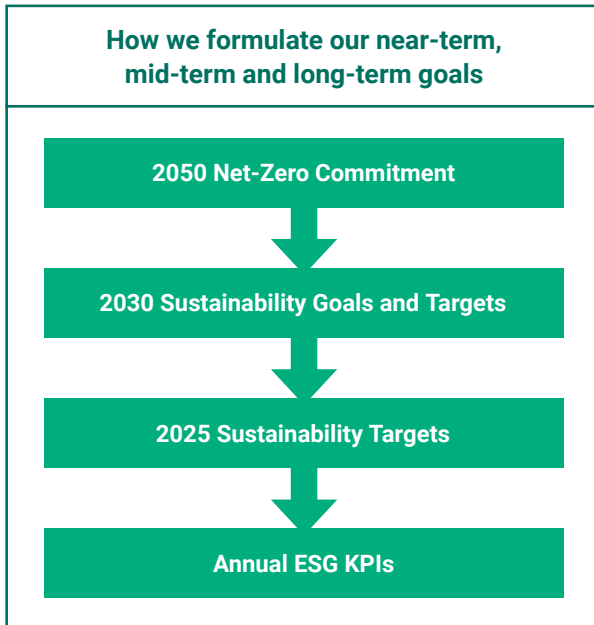 How we formulate our near-term,
mid-term and long-term goals
2050 Net-Zero Commitment
2030 Sustainability Goals and Targets
2025 Sustainability Targets
Annual ESG KPIs